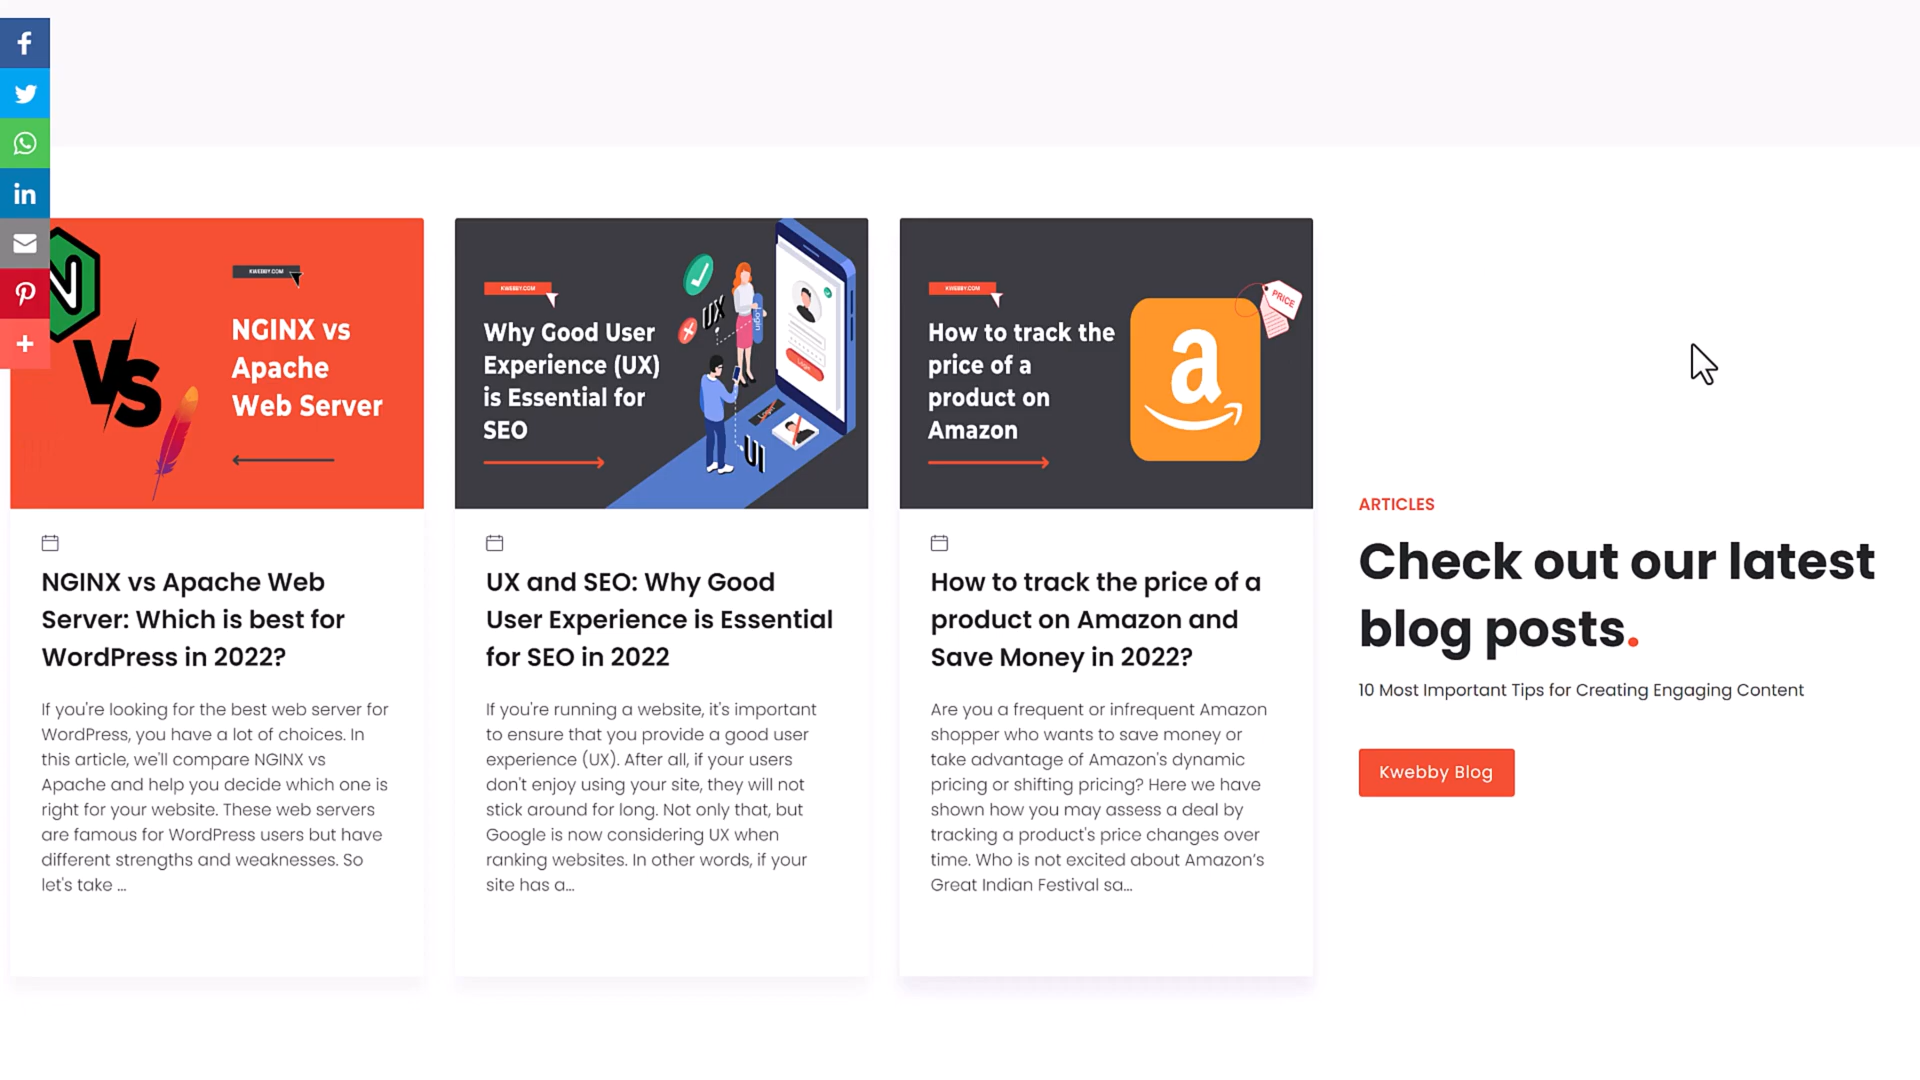 KWEBBY.COM
NGINX vs
Apache
Web Server
VS
NGINX vs Apache Web
Server: Which is best for
WordPress in 2022?
If you're looking for the best web server for
WordPress, you have a lot of choices. In
this article, we'll compare NGINX vs
Apache and help you decide which one is
right for your website. These web servers
are famous for WordPress users but have
different strengths and weaknesses. So
let's take ...
KWEBBY.COM
Why Good User
Experience (UX)
is Essential for
SEO
UX
Login
UI
UX and SEO: Why Good
User Experience is Essential
for SEO in 2022
If you're running a website, it's important
to ensure that you provide a good user
experience (UX). After all, if your users
don't enjoy using your site, they will not
stick around for long. Not only that, but
Google is now considering UX when
ranking websites. In other words, if your
site has a...
KWEBBY.COM
How to track the
price of a
product on
Amazon
a
PRICE
How to track the price of a
product on Amazon and
Save Money in 2022?
Are you a frequent or infrequent Amazon
shopper who wants to save money or
take advantage of Amazon's dynamic
pricing or shifting pricing? Here we have
shown how you may assess a deal by
tracking a product's price changes over
time. Who is not excited about Amazon’s
Great Indian Festival sa...
ARTICLES
Check out our latest
blog posts.
10 Most Important Tips for Creating Engaging Content
Kwebby Blog